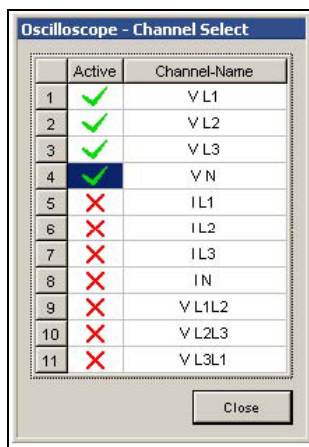 Oscilloscope - Channel Select
Active Channel-Name
1 V L1
2 V L2
3 V L3
4 V N
5 I L1
6 I L2
7 I L3
8 I N
9 V L1L2
10 V L2L3
11 V L3L1
Close